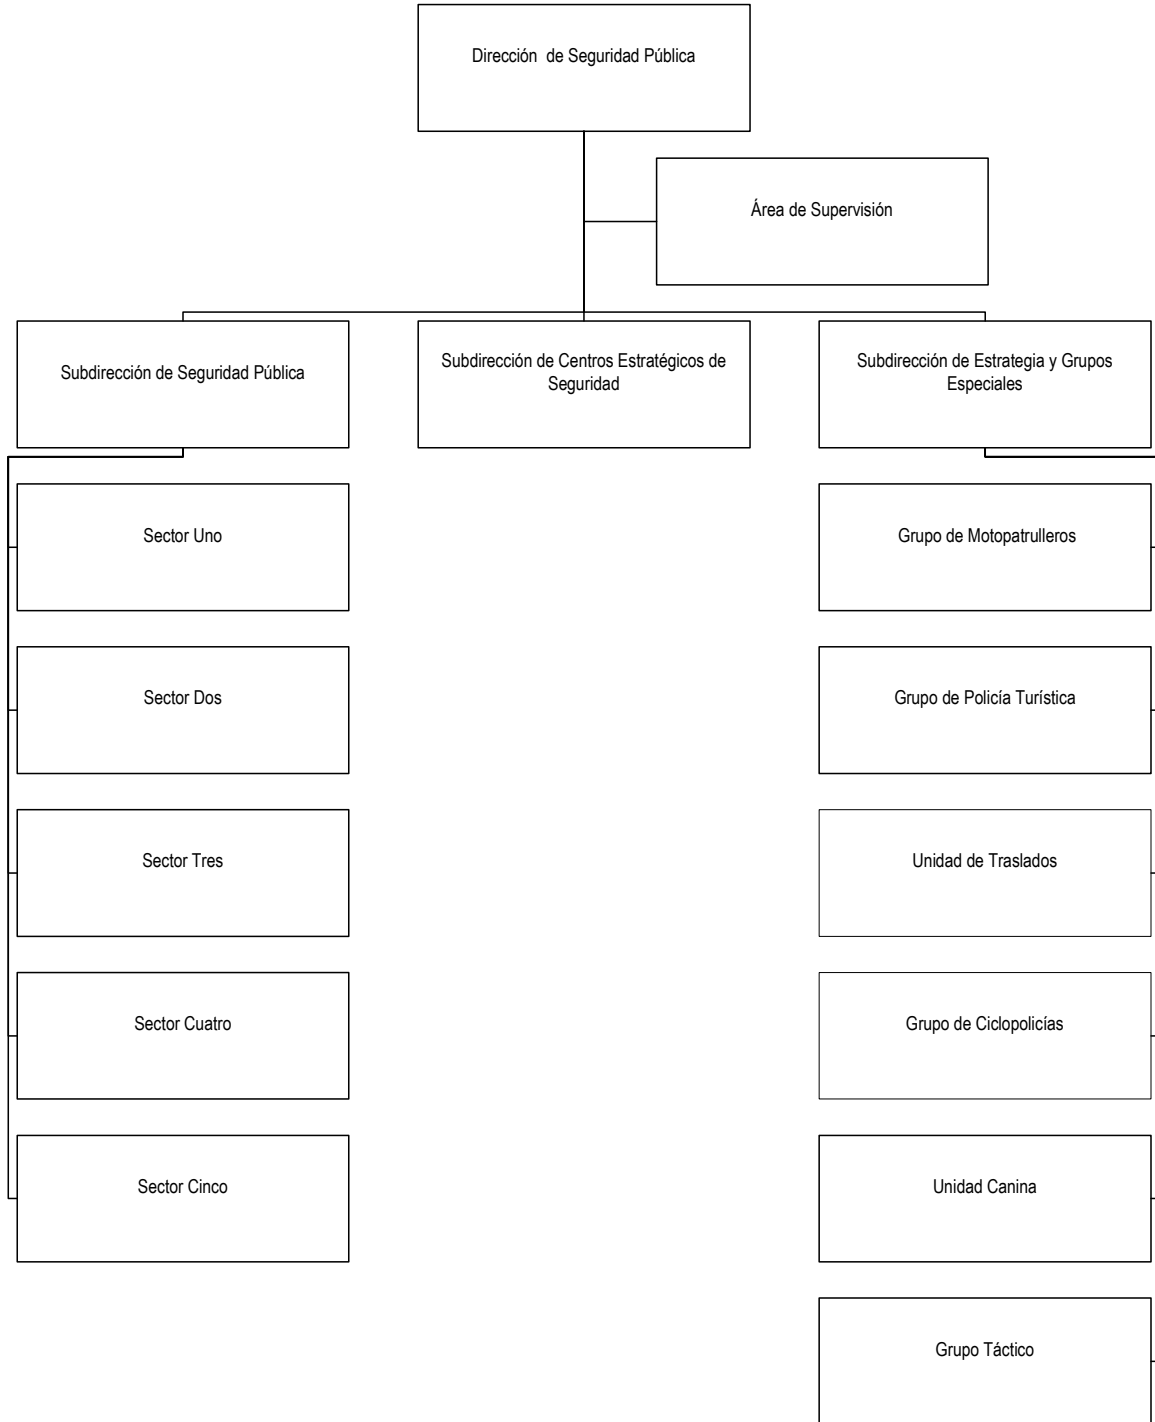 Dirección  de Seguridad Pública
Área de Supervisión
Subdirección de Seguridad Pública
Subdirección de Centros Estratégicos de
Seguridad
Subdirección de Estrategia y Grupos
Especiales
Sector Uno
Grupo de Motopatrulleros
Sector Dos
Grupo de Policía Turística
Sector Tres
Unidad de Traslados
Sector Cuatro
Grupo de Ciclopolicías
Sector Cinco
Unidad Canina
Grupo Táctico